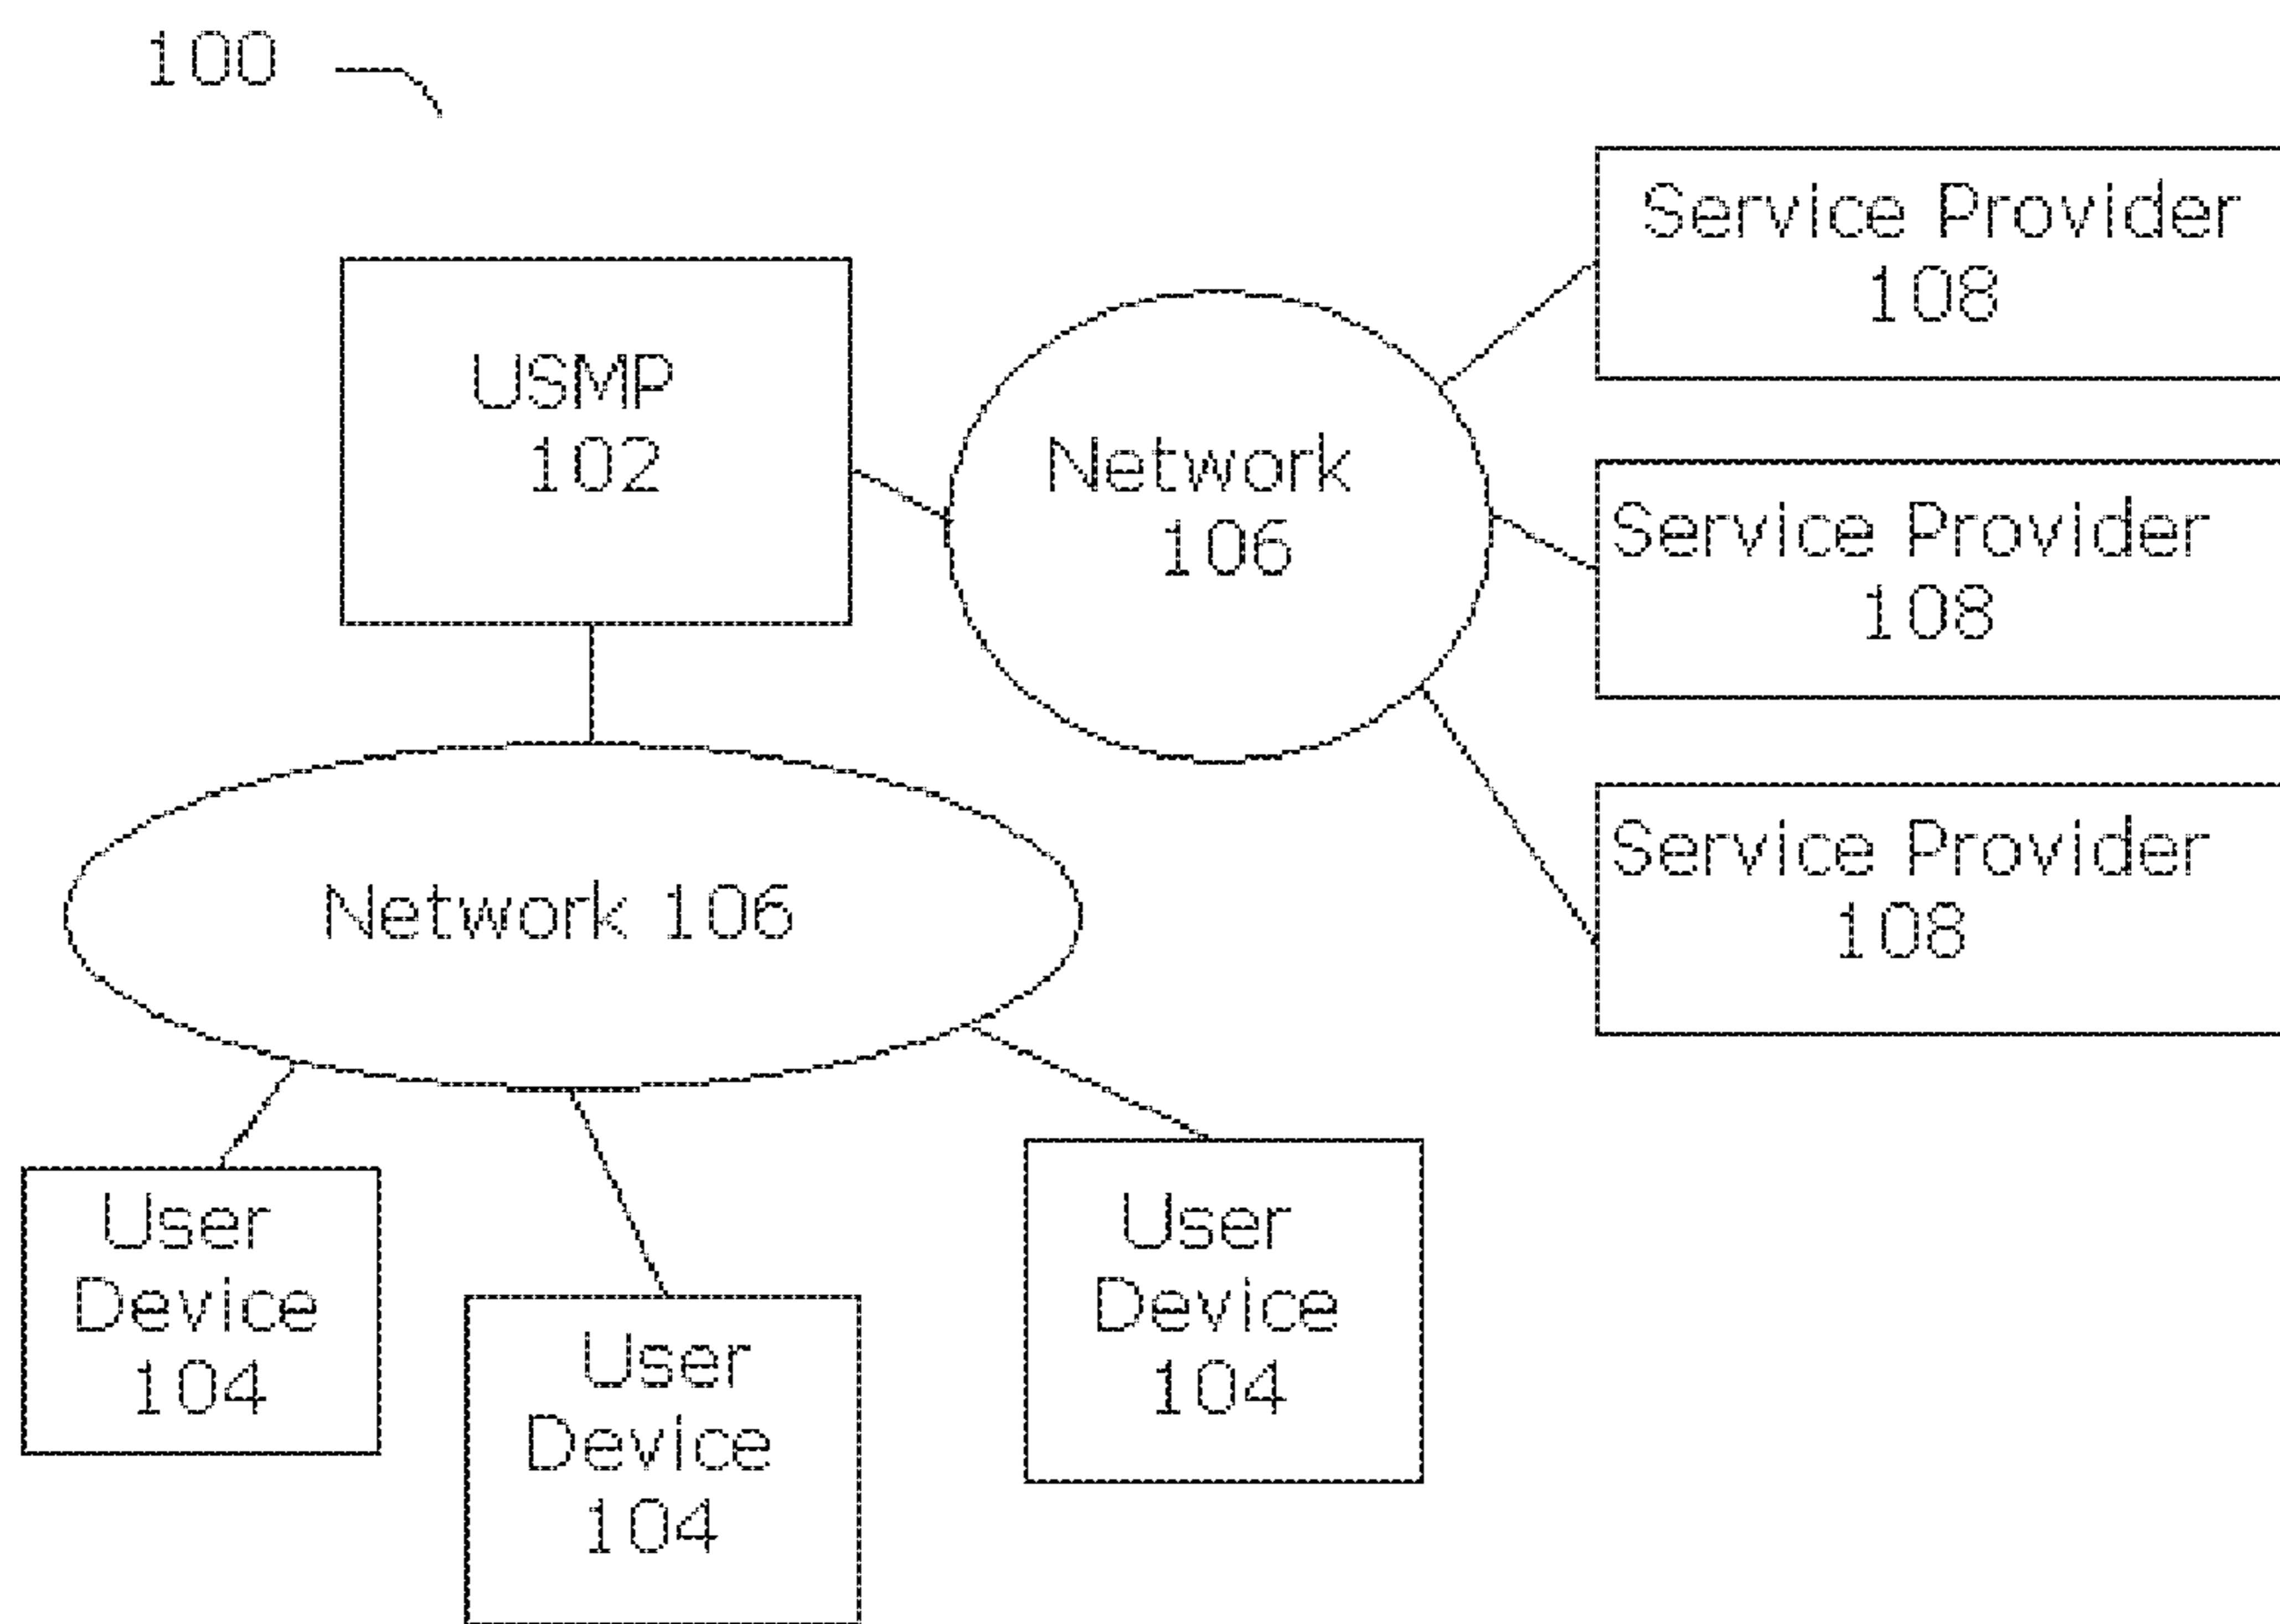 100
USMP
102
Network
106
Service Provider
108
Service Provider
108
Service Provider
108
Network 106
User
Device
104
User
Device
104
User
Device
104